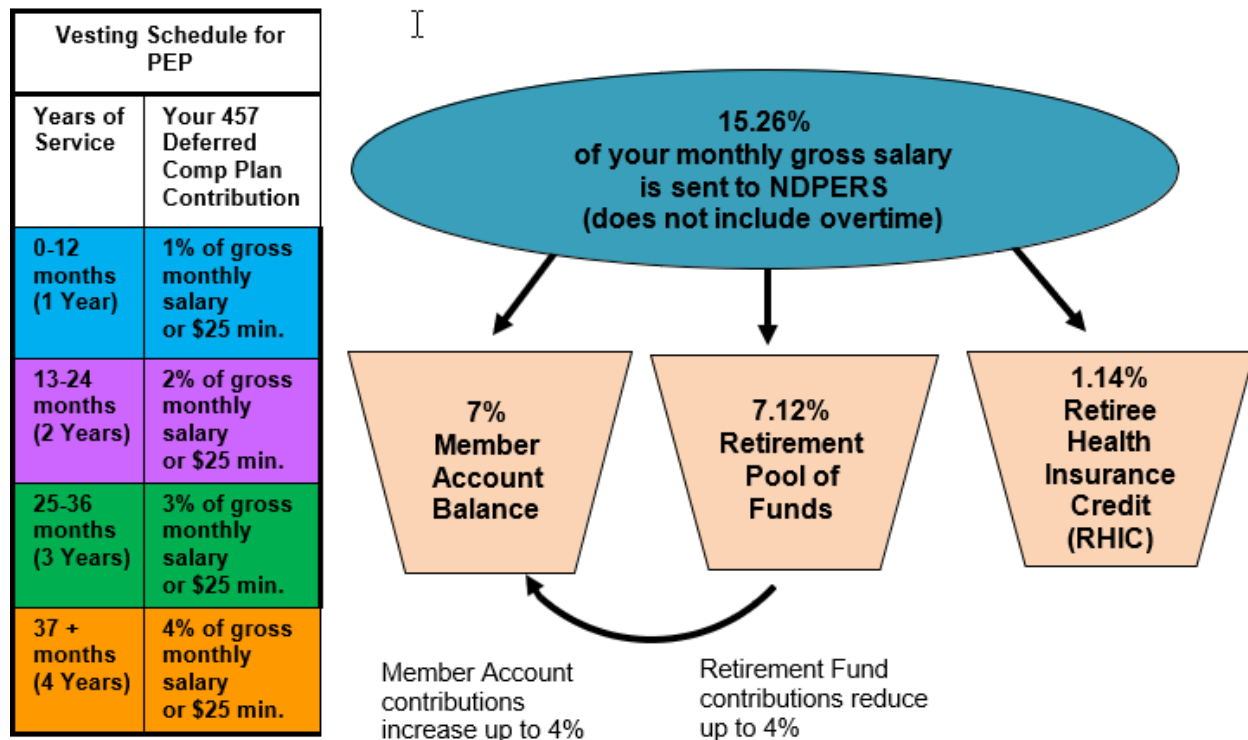 Vesting Schedule for
PEP
Years of
Service
Your 457
Deferred
Comp Plan
Contribution
0-12
months
(1 Year)
1% of gross
monthly
salary
or $25 min.
13-24
months
(2 Years)
2% of gross
monthly
salary
or $25 min.
25-36
months
(3 Years)
3% of gross
monthly
salary
or $25 min.
37 +
months
(4 Years)
4% of gross
monthly
salary
or $25 min.
15.26%
of your monthly gross salary
is sent to NDPERS
(does not include overtime)
7%
Member
Account
Balance
7.12%
Retirement
Pool of
Funds
1.14%
Retiree
Health
Insurance
Credit
(RHIC)
Member Account
contributions
increase up to 4%
Retirement Fund
contributions reduce
up to 4%